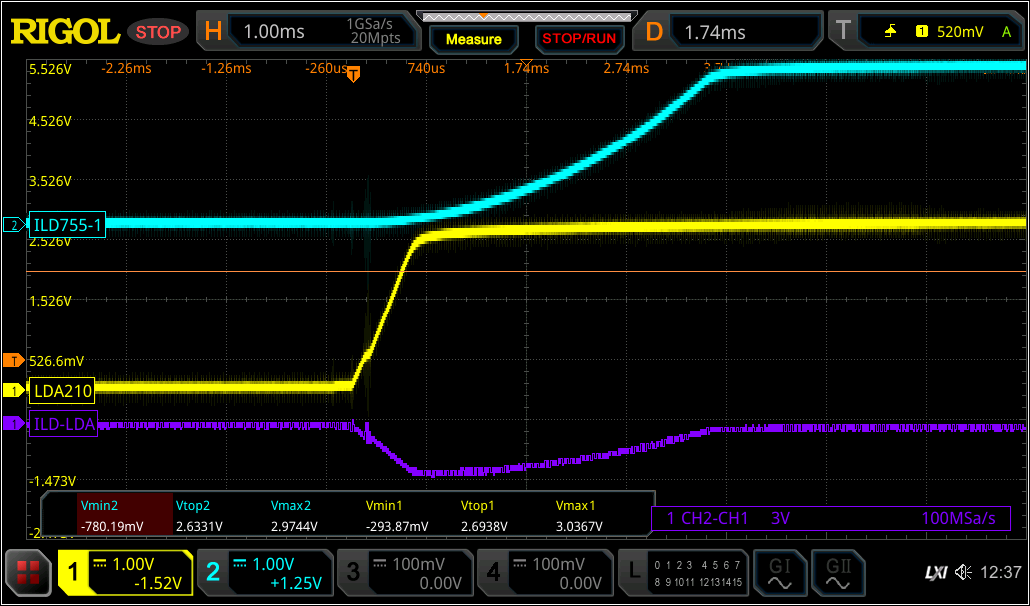 RIGOL STOP H 1.00ms 1GSa/s 20Mpts Measure STOP/RUN D 1.74ms T 1 520mV A
5.526V -2.26ms -1.26ms -260us T 740us 1.74ms 2.74ms
4.526V
3.526V
2 ILD755-1
2.526V
1.526V
T 526.6mV
1 LDA210
ILD-LDA
-1.473V
Vmin2 Vtop2 Vmax2 Vmin1 Vtop1 Vmax1
-780.19mV 2.6331V 2.9744V -293.87mV 2.6938V 3.0367V
1 CH2-CH1 3V 100MSa/s
1 1.00V -1.52V 2 1.00V +1.25V 3 100mV 0.00V 4 100mV 0.00V L 0 1 2 3 4 5 6 7 8 9 10 11 12 13 14 15 GI GII LXI 12:37